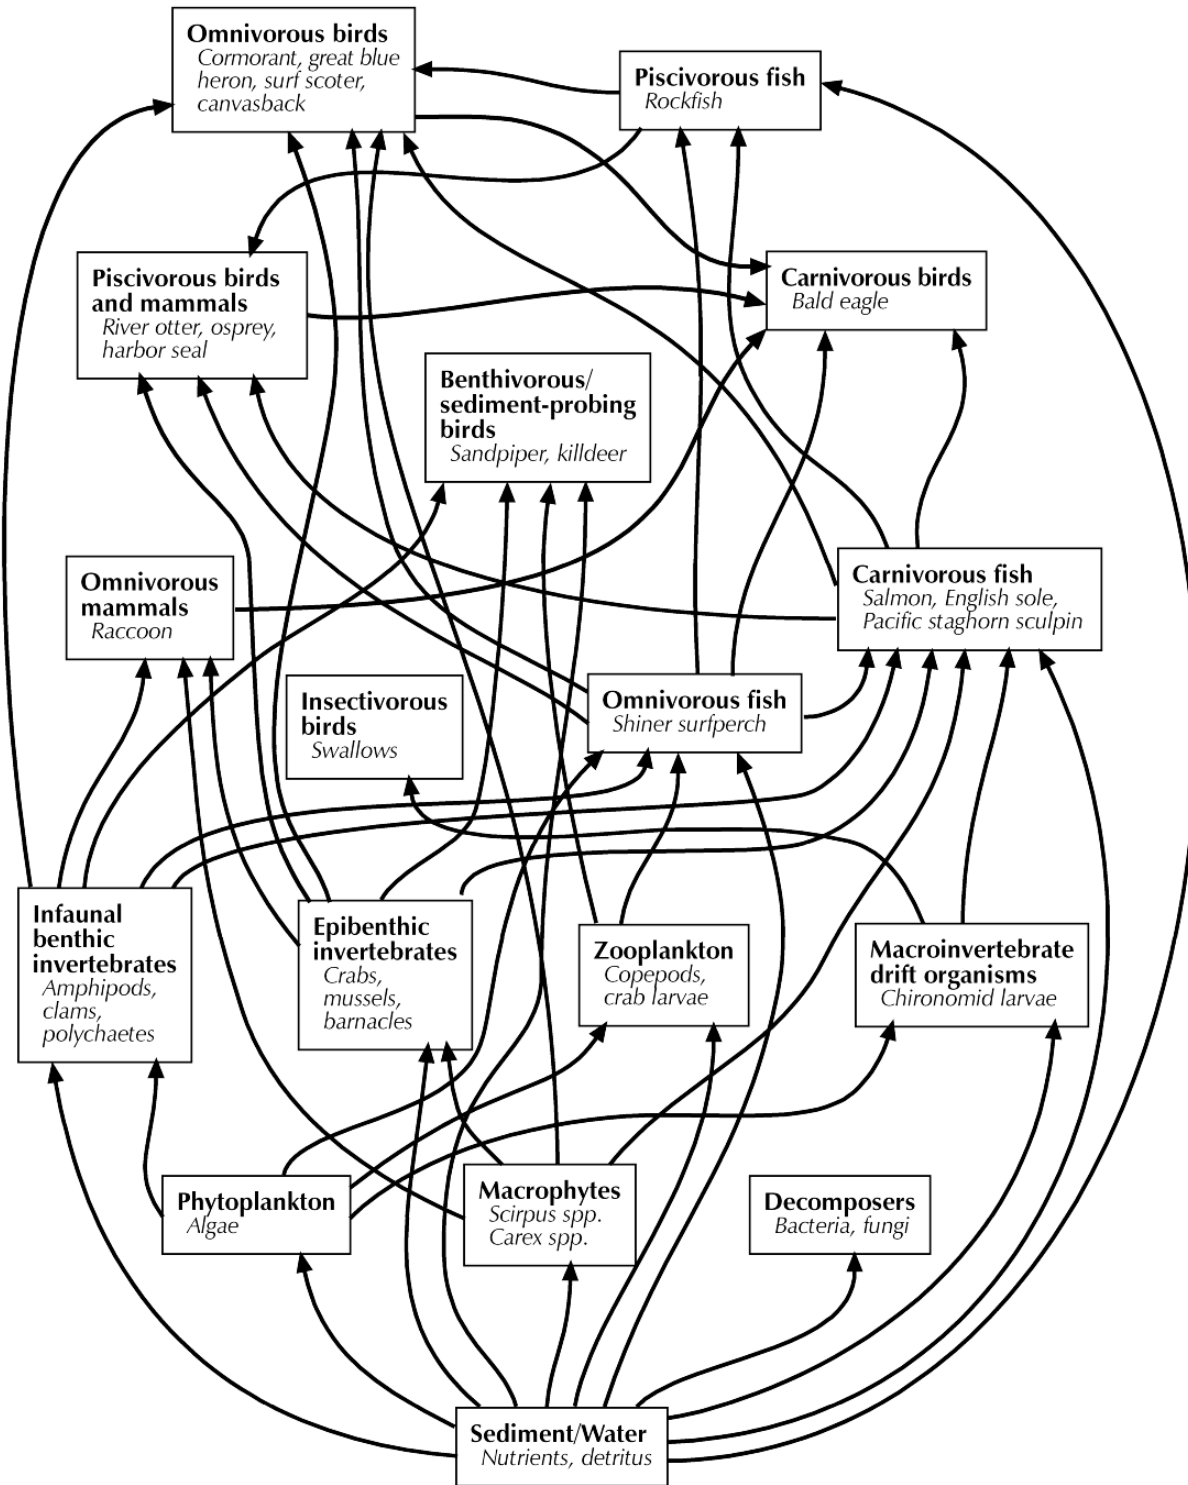 Omnivorous birds
Cormorant, great blue
heron, surf scoter,
canvasback
Piscivorous fish
Rockfish
Piscivorous birds
and mammals
River otter, osprey,
harbor seal
Carnivorous birds
Bald eagle
Benthivorous/
sediment-probing
birds
Sandpiper, killdeer
Omnivorous
mammals
Raccoon
Carnivorous fish
Salmon, English sole,
Pacific staghorn sculpin
Insectivorous
birds
Swallows
Omnivorous fish
Shiner surfperch
Infaunal
benthic
invertebrates
Amphipods,
clams,
polychaetes
Epibenthic
invertebrates
Crabs,
mussels,
barnacles
Zooplankton
Copepods,
crab larvae
Macroinvertebrate
drift organisms
Chironomid larvae
Phytoplankton
Algae
Macrophytes
Scirpus spp.
Carex spp.
Decomposers
Bacteria, fungi
Sediment/Water
Nutrients, detritus